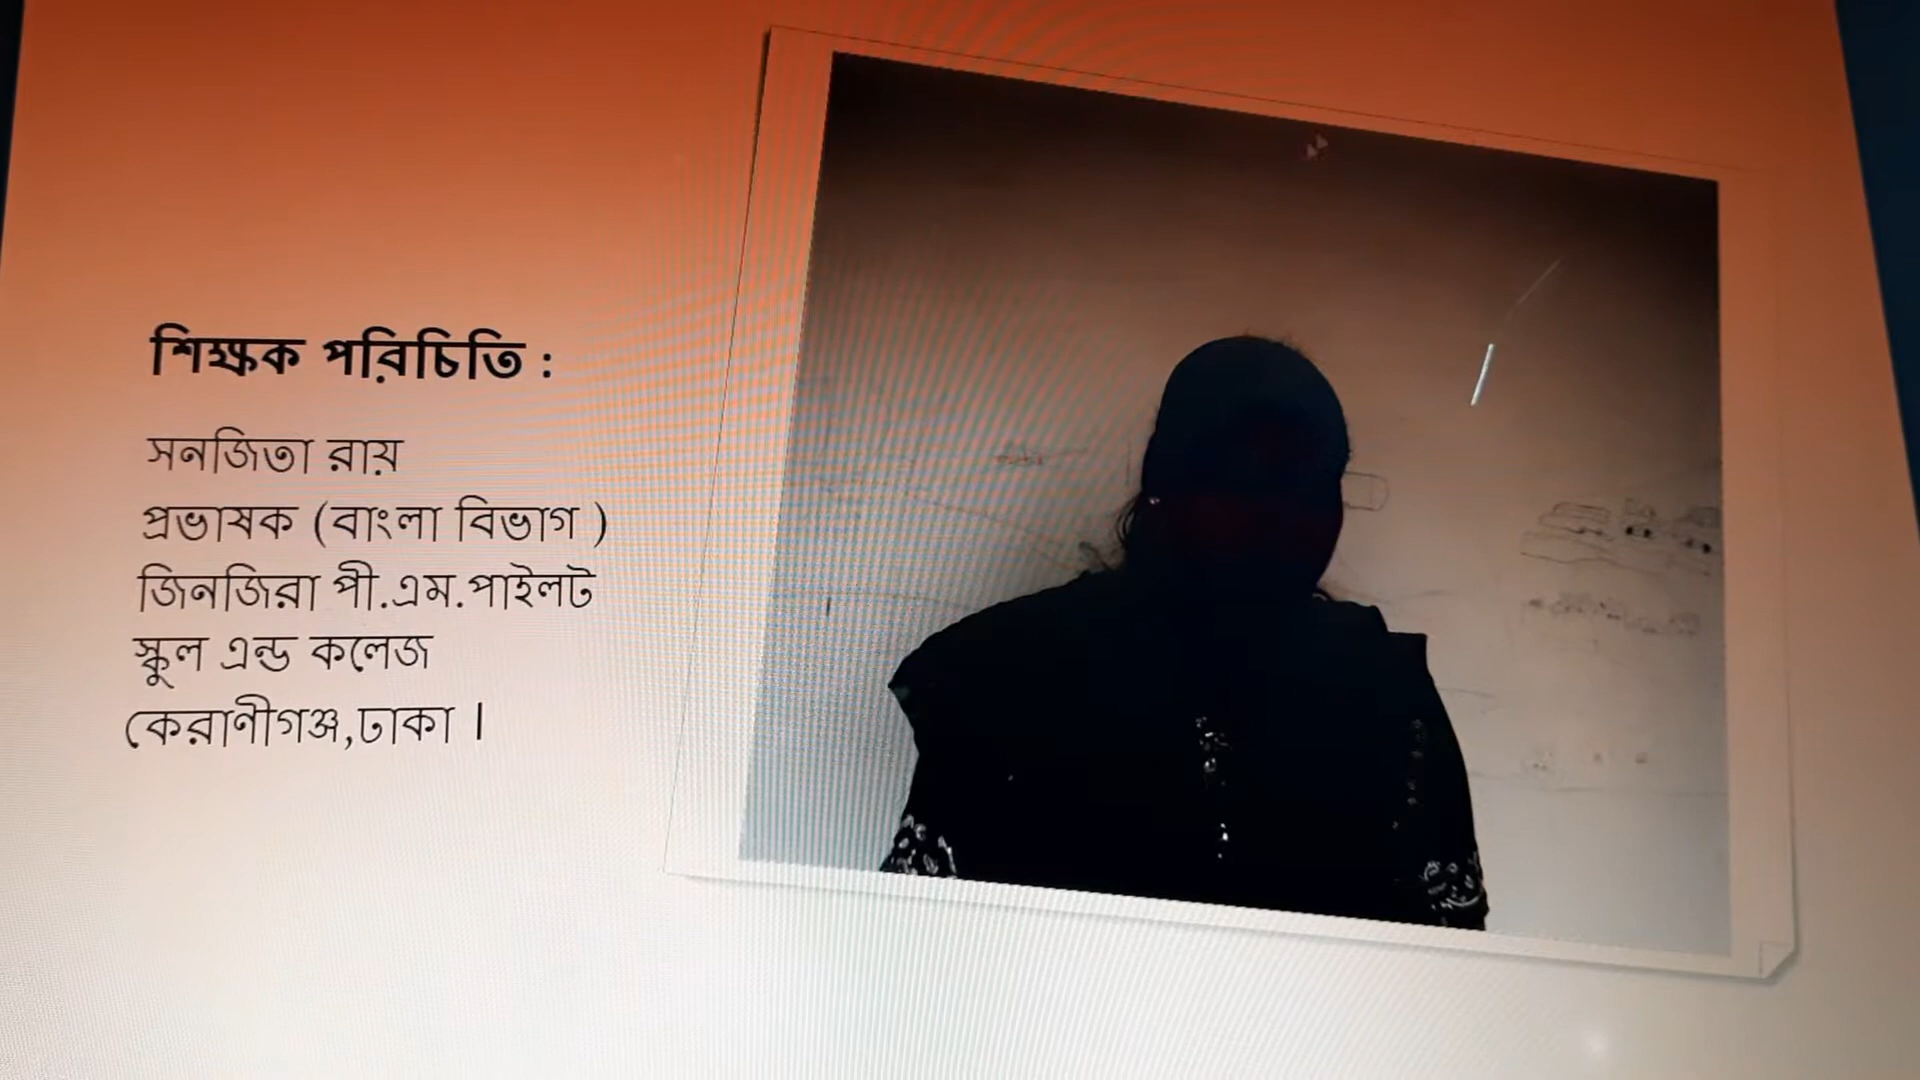 শিক্ষক পরিচিতি :
সনজিতা রায়
প্রভাষক (বাংলা বিভাগ )
জিনজিরা পী.এম.পাইলট
স্কুল এন্ড কলেজ
কেরাণীগঞ্জ,ঢাকা ।